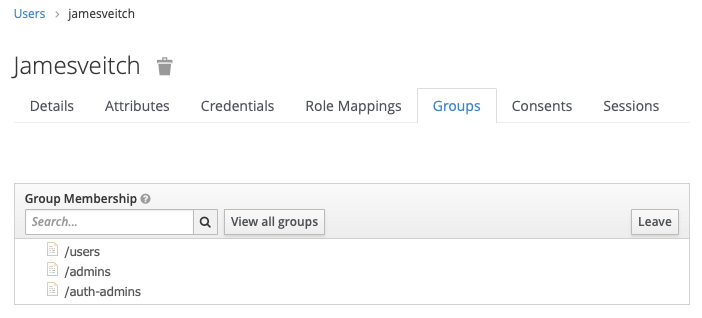 Users > jamesveitch
Jamesveitch
Details Attributes Credentials Role Mappings Groups Consents Sessions
Group Membership ?
Search... View all groups Leave
/users
/admins
/auth-admins